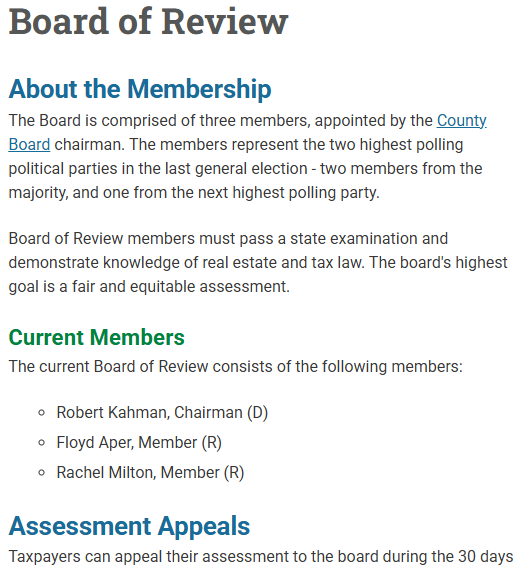 Board of Review
About the Membership
The Board is comprised of three members, appointed by the County
Board chairman. The members represent the two highest polling
political parties in the last general election - two members from the
majority, and one from the next highest polling party.
Board of Review members must pass a state examination and
demonstrate knowledge of real estate and tax law. The board's highest
goal is a fair and equitable assessment.
Current Members
The current Board of Review consists of the following members:
Robert Kahman, Chairman (D)
Floyd Aper, Member (R)
Rachel Milton, Member (R)
Assessment Appeals
Taxpayers can appeal their assessment to the board during the 30 days